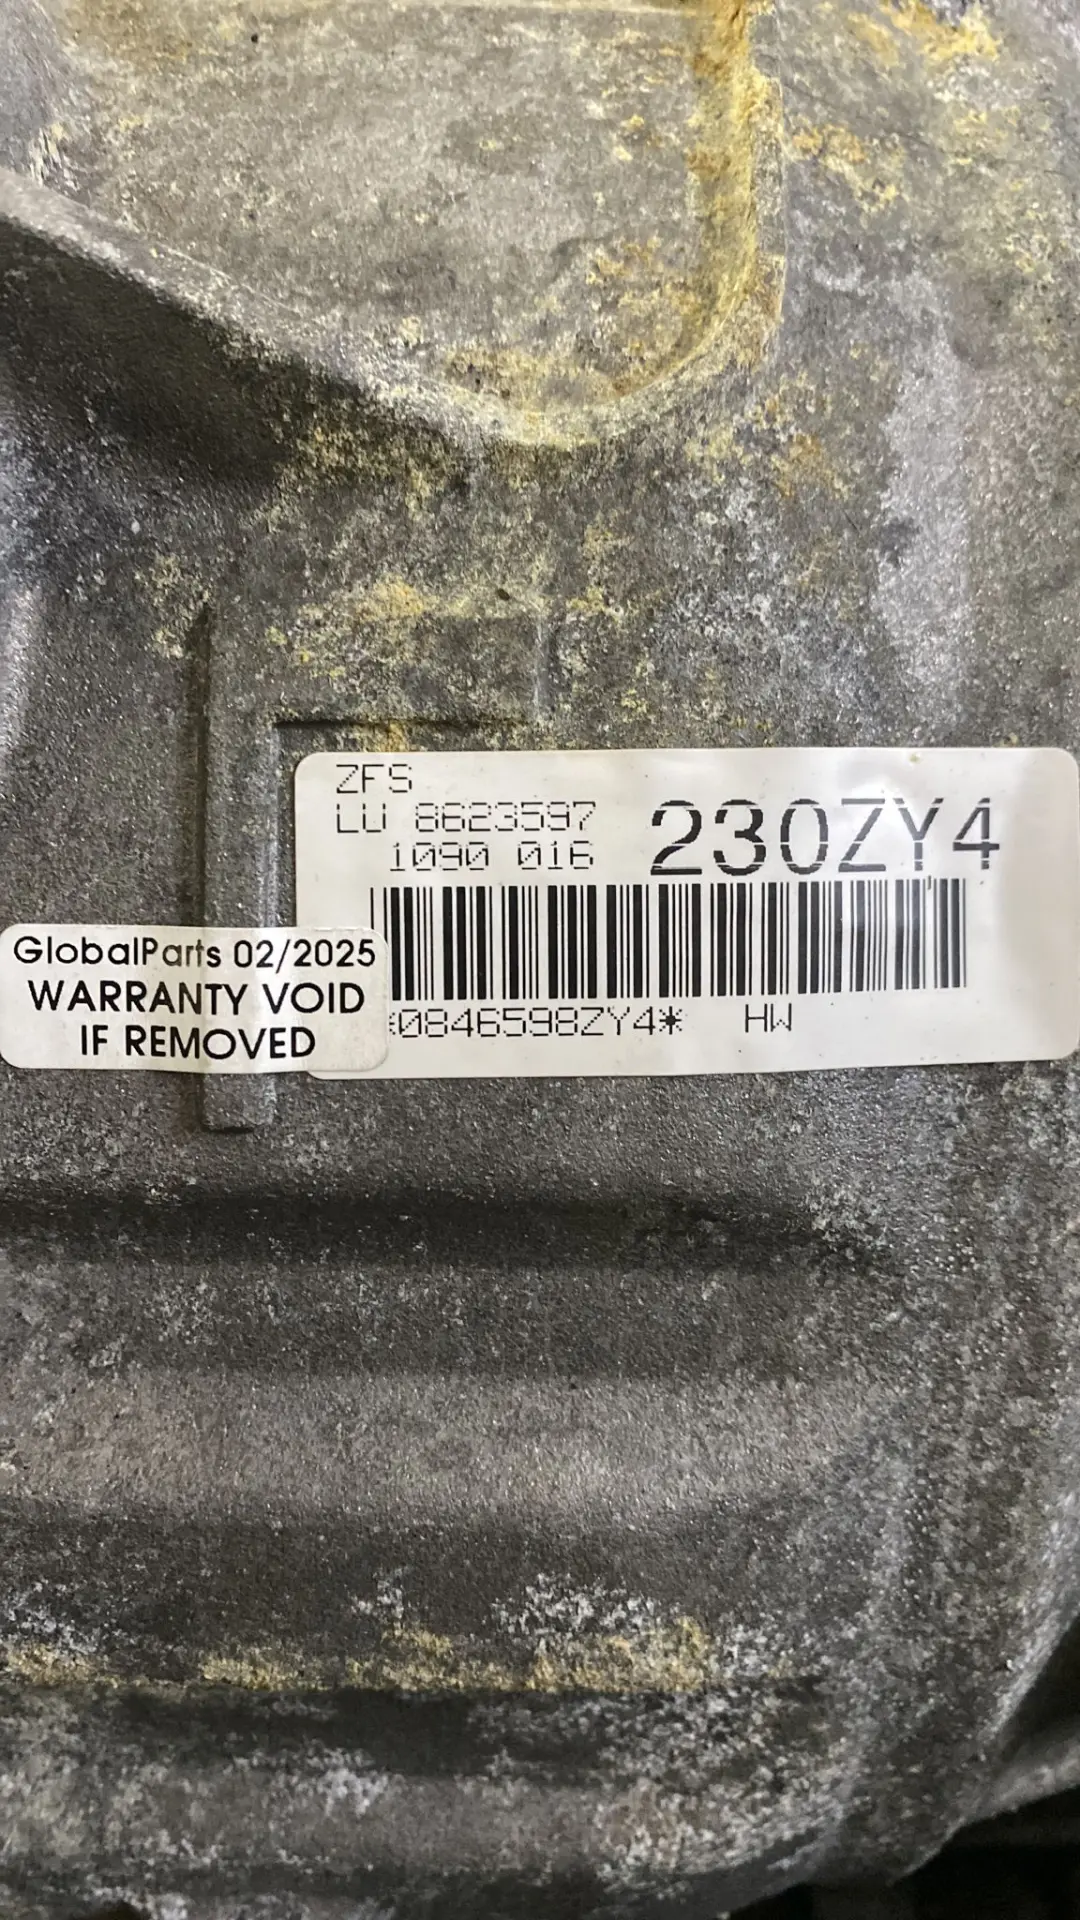 ZFS
LU 8623597
1090 016
230ZY4
*0846598ZY4* HW
GlobalParts 02/2025
WARRANTY VOID
IF REMOVED